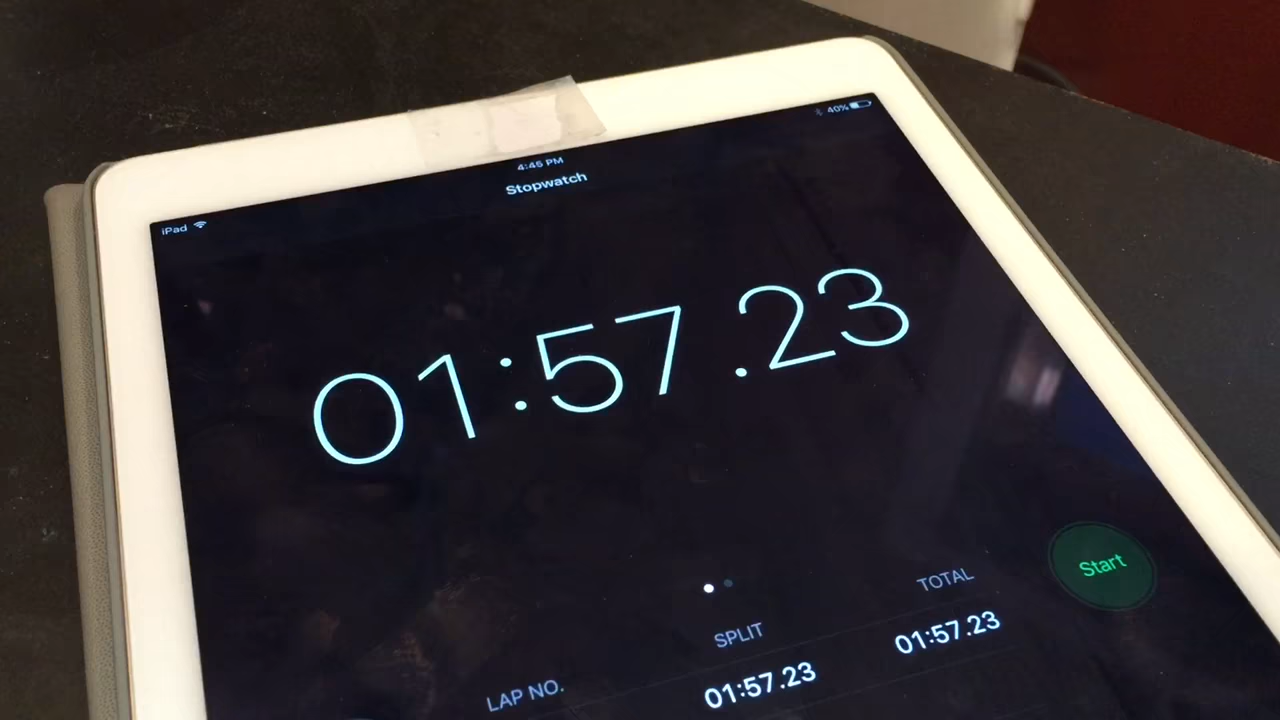 iPad 4:45 PM 40%
Stopwatch
01:57.23
Start
LAP NO. SPLIT TOTAL
01:57.23 01:57.23